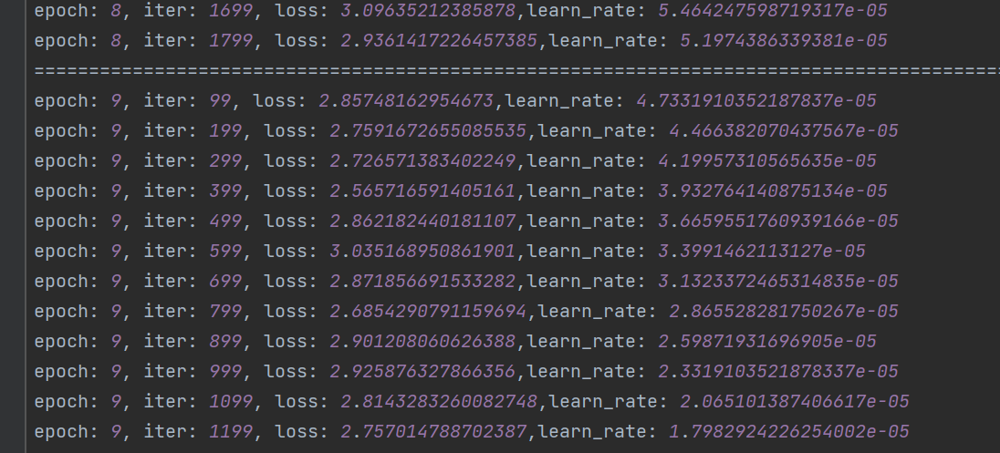 epoch: 8, iter: 1699, loss: 3.09635212385878,learn_rate: 5.464247598719317e-05
epoch: 8, iter: 1799, loss: 2.9361417226457385,learn_rate: 5.1974386339381e-05
==========================================================================================
epoch: 9, iter: 99, loss: 2.85748162954673,learn_rate: 4.7331910352187837e-05
epoch: 9, iter: 199, loss: 2.7591672655085535,learn_rate: 4.466382070437567e-05
epoch: 9, iter: 299, loss: 2.726571383402249,learn_rate: 4.19957310565635e-05
epoch: 9, iter: 399, loss: 2.565716591405161,learn_rate: 3.932764140875134e-05
epoch: 9, iter: 499, loss: 2.862182440181107,learn_rate: 3.6659551760939166e-05
epoch: 9, iter: 599, loss: 3.035168950861901,learn_rate: 3.3991462113127e-05
epoch: 9, iter: 699, loss: 2.871856691533282,learn_rate: 3.1323372465314835e-05
epoch: 9, iter: 799, loss: 2.6854290791159694,learn_rate: 2.865528281750267e-05
epoch: 9, iter: 899, loss: 2.901208060626388,learn_rate: 2.59871931696905e-05
epoch: 9, iter: 999, loss: 2.925876327866356,learn_rate: 2.3319103521878337e-05
epoch: 9, iter: 1099, loss: 2.8143283260082748,learn_rate: 2.065101387406617e-05
epoch: 9, iter: 1199, loss: 2.757014788702387,learn_rate: 1.79829242262540​02e-05